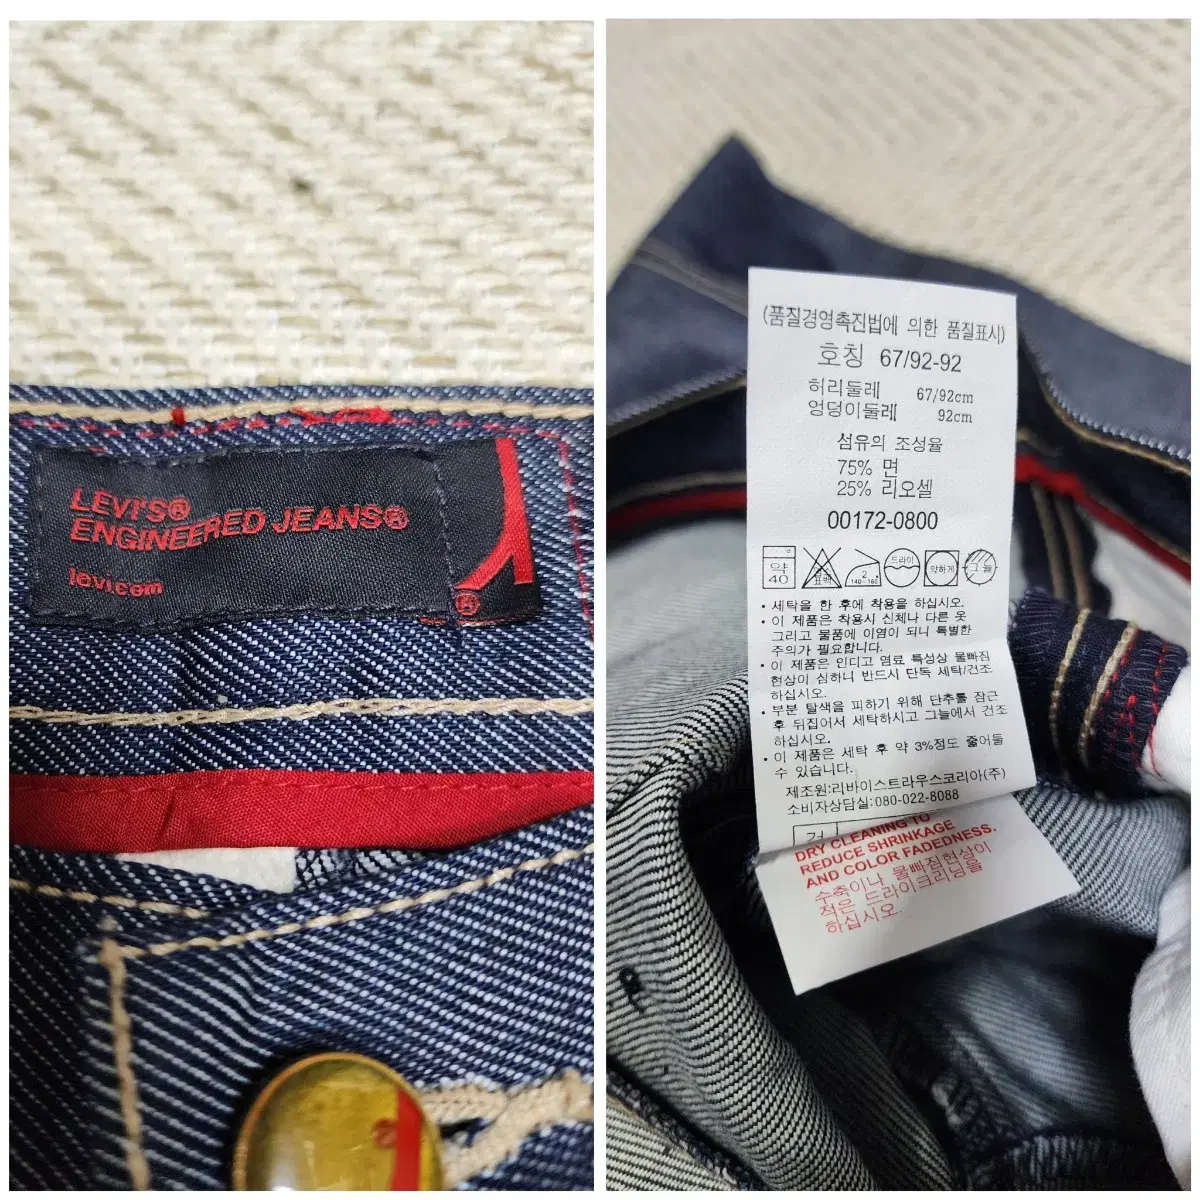 LEVI'S®
ENGINEERED JEANS®
levi.com
®
(품질경영촉진법에 의한 품질표시)
호칭 67/92-92
허리둘레 67/92cm
엉덩이둘레 92cm
섬유의 조성율
75% 면
25% 리오셀
00172-0800
약 40
표백
2 140~160
드라이
약하게
그늘
• 세탁을 한 후에 착용을 하십시오.
• 이 제품은 착용시 신체나 다른 옷
그리고 물품에 이염이 되니 특별한
주의가 필요합니다.
• 이 제품은 인디고 염료 특성상 물빠짐
현상이 심하니 반드시 단독 세탁/건조
하십시오.
• 부분 탈색을 피하기 위해 단추를 잠근
후 뒤집어서 세탁하시고 그늘에서 건조
하십시오.
• 이 제품은 세탁 후 약 3%정도 줄어들
수 있습니다.
제조원:리바이스트라우스코리아(주)
소비자상담실:080-022-8088
DRY CLEANING TO
REDUCE SHRINKAGE
AND COLOR FADEDNESS.
수축이나 물빠짐현상이
적은 드라이크리닝을
하십시오.